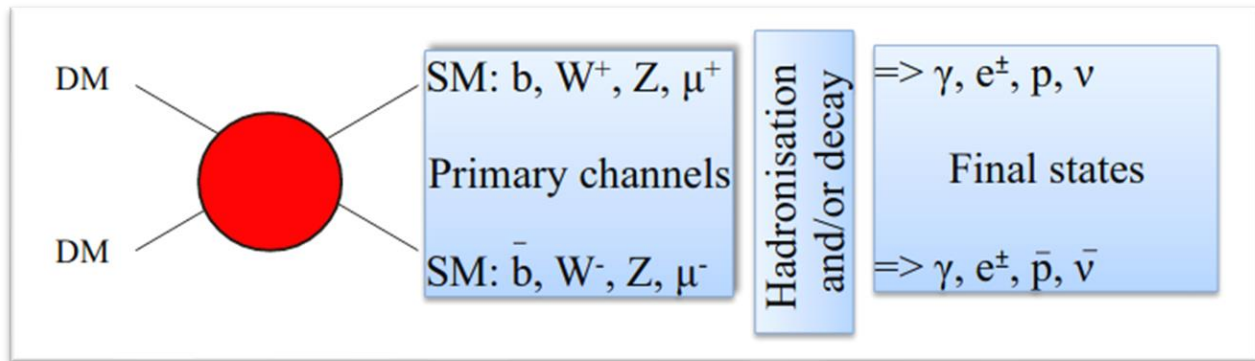 DM
DM
SM: b, W⁺, Z, μ⁺
Primary channels
SM: b̄, W⁻, Z, μ⁻
Hadronisation
and/or decay
=> γ, e±, p, ν
Final states
=> γ, e±, p̄, ν̄